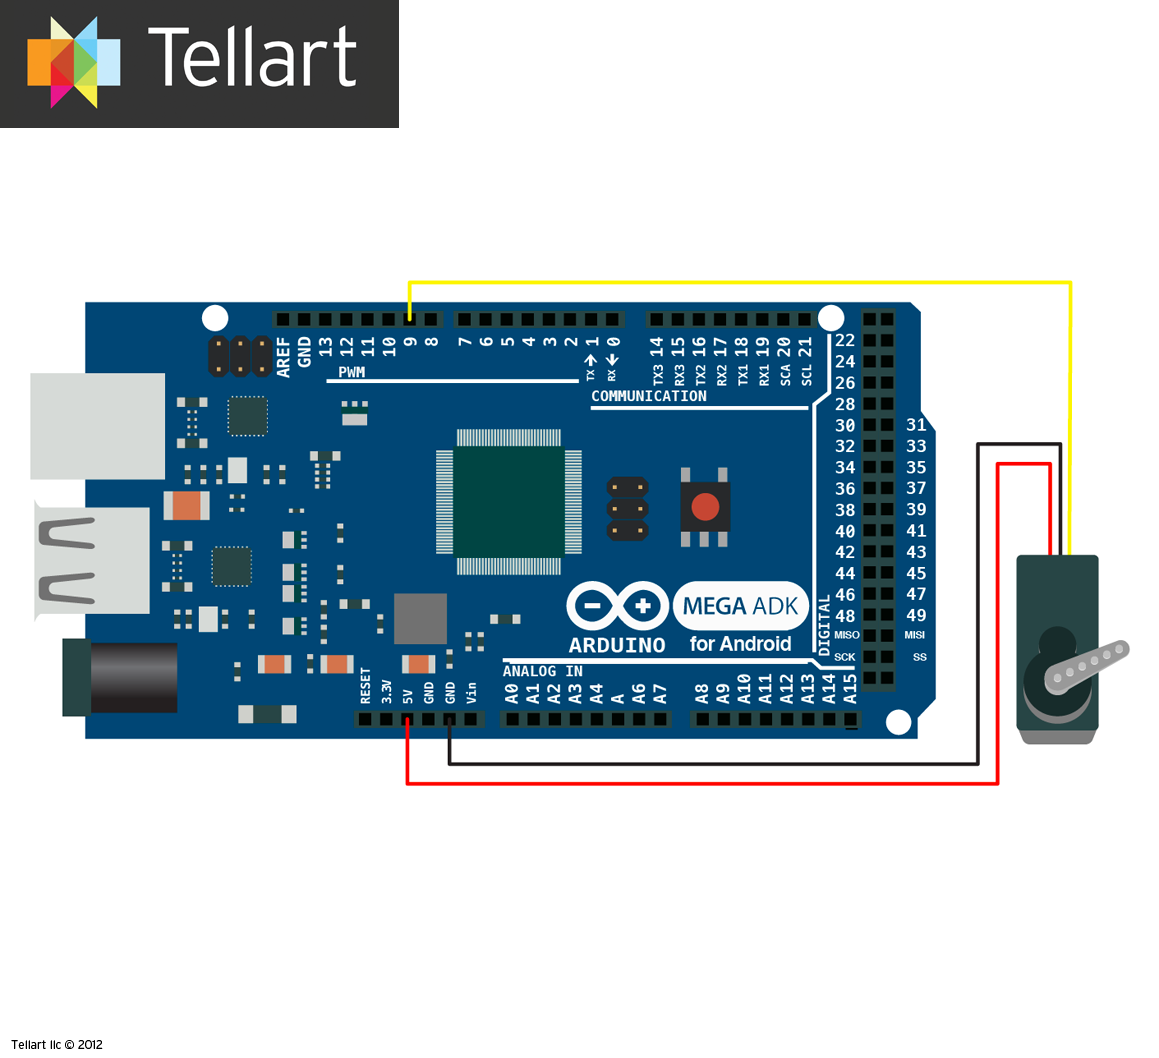 Tellart
AREF GND 13 12 11 10 9 8 7 6 5 4 3 2 1 0 14 15 16 17 18 19 20 21
TX RX TX3 RX3 TX2 RX2 TX1 RX1 SCA SCL
PWM
COMMUNICATION
22
24
26
28
30 31
32 33
34 35
36 37
38 39
40 41
42 43
44 45
46 47
48 49
MISO MISI
SCK SS
DIGITAL
MEGA ADK
ARDUINO
for Android
ANALOG IN
RESET 3.3V 5V GND GND Vin A0 A1 A2 A3 A4 A A6 A7 A8 A9 A10 A11 A12 A13 A14 A15
Tellart llc © 2012